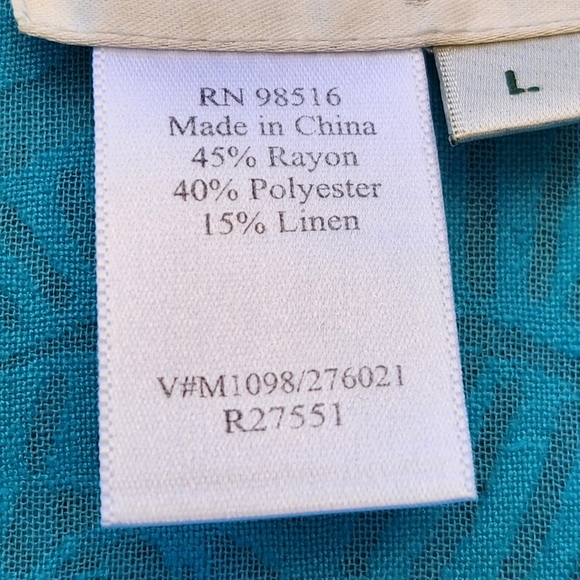 RN 98516
Made in China
45% Rayon
40% Polyester
15% Linen
V#M1098/276021
R27551
L.